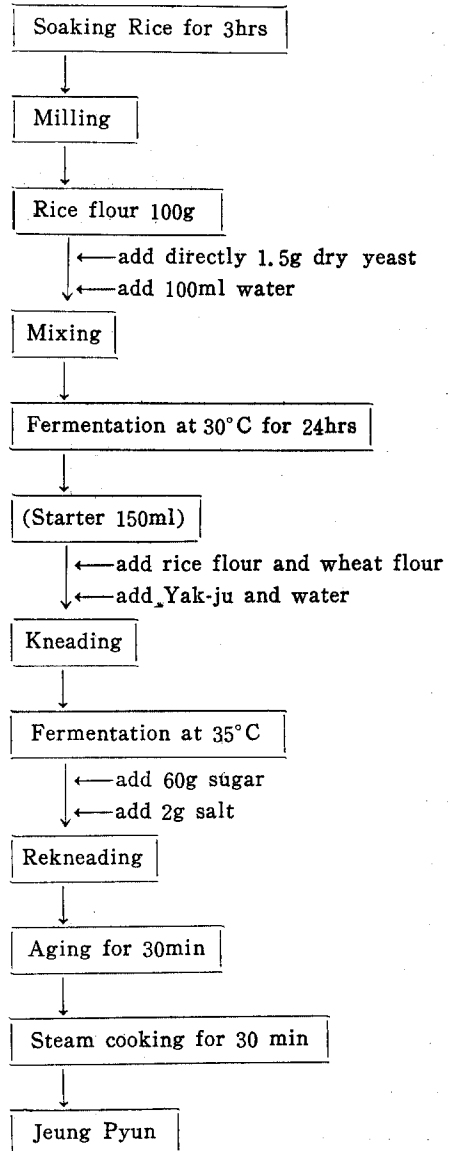 Soaking Rice for 3hrs
Milling
Rice flour 100g
add directly 1.5g dry yeast
add 100ml water
Mixing
Fermentation at 30°C for 24hrs
(Starter 150ml)
add rice flour and wheat flour
add Yak-ju and water
Kneading
Fermentation at 35°C
add 60g sugar
add 2g salt
Rekneading
Aging for 30min
Steam cooking for 30 min
Jeung Pyun